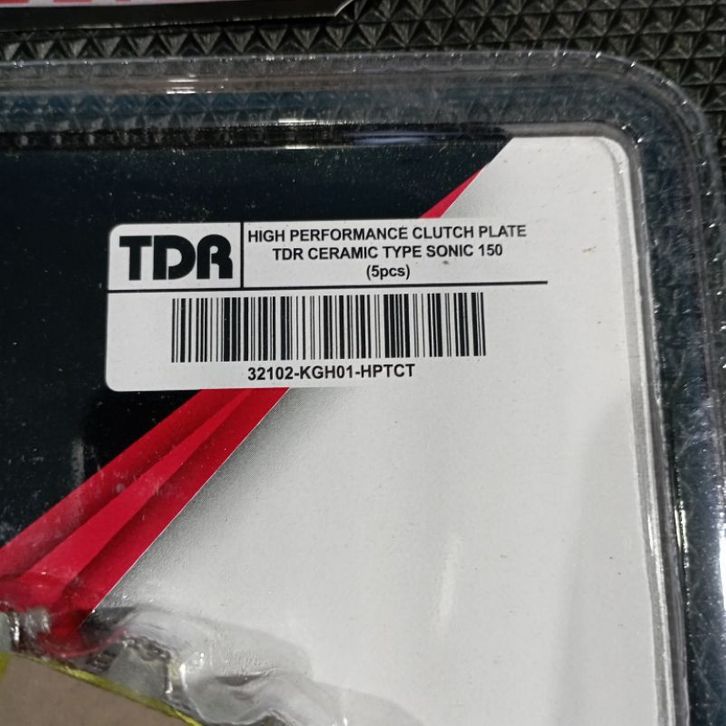 TDR
HIGH PERFORMANCE CLUTCH PLATE
TDR CERAMIC TYPE SONIC 150
(5pcs)
32102-KGH01-HPTCT